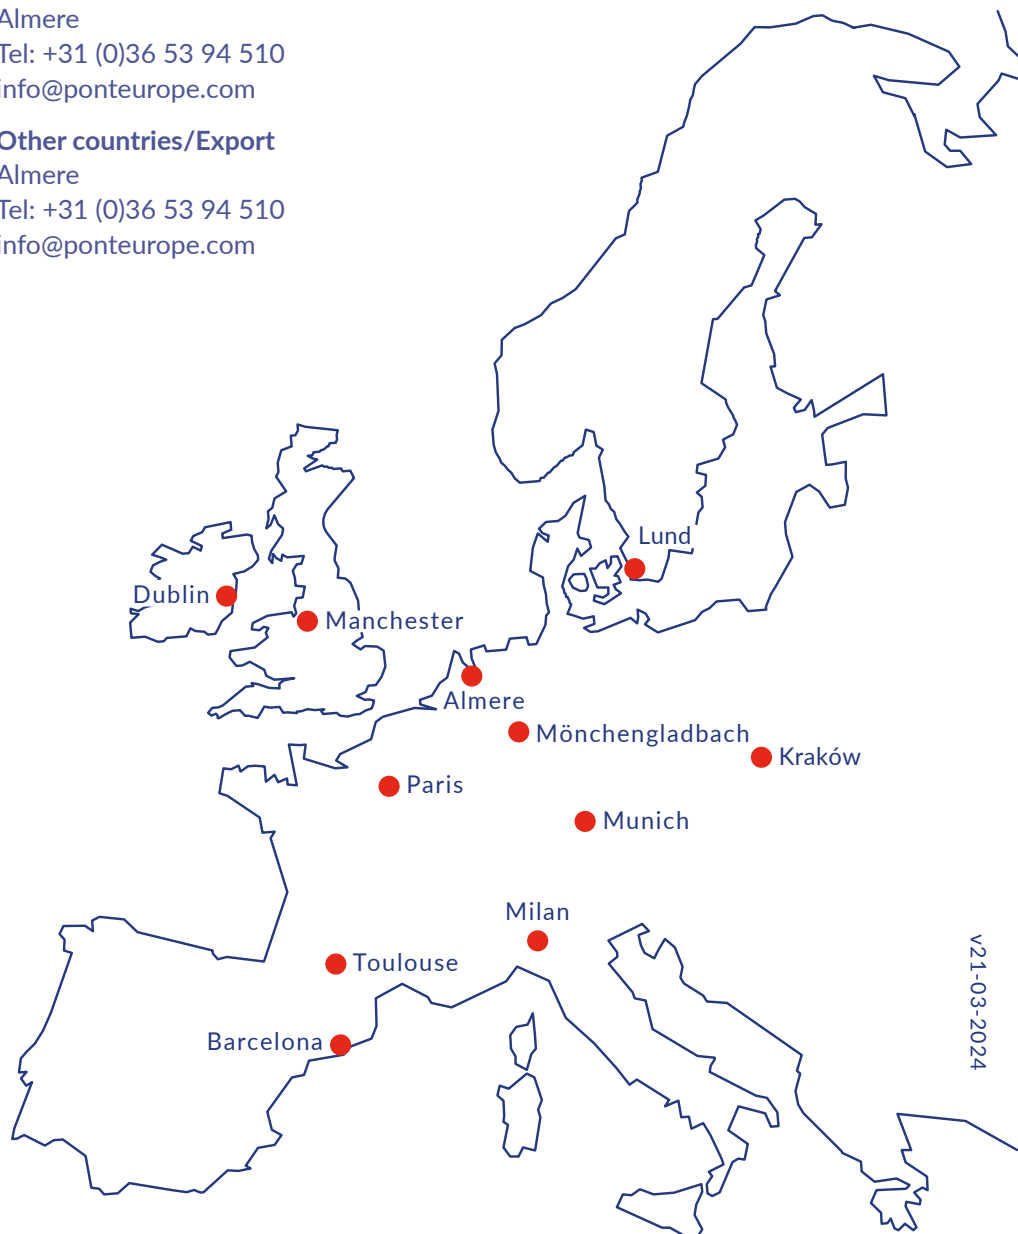 Almere
Tel: +31 (0)36 53 94 510
info@ponteurope.com
Other countries/Export
Almere
Tel: +31 (0)36 53 94 510
info@ponteurope.com
Lund
Dublin
Manchester
Almere
Mönchengladbach
Kraków
Paris
Munich
Milan
Toulouse
Barcelona
v21-03-2024